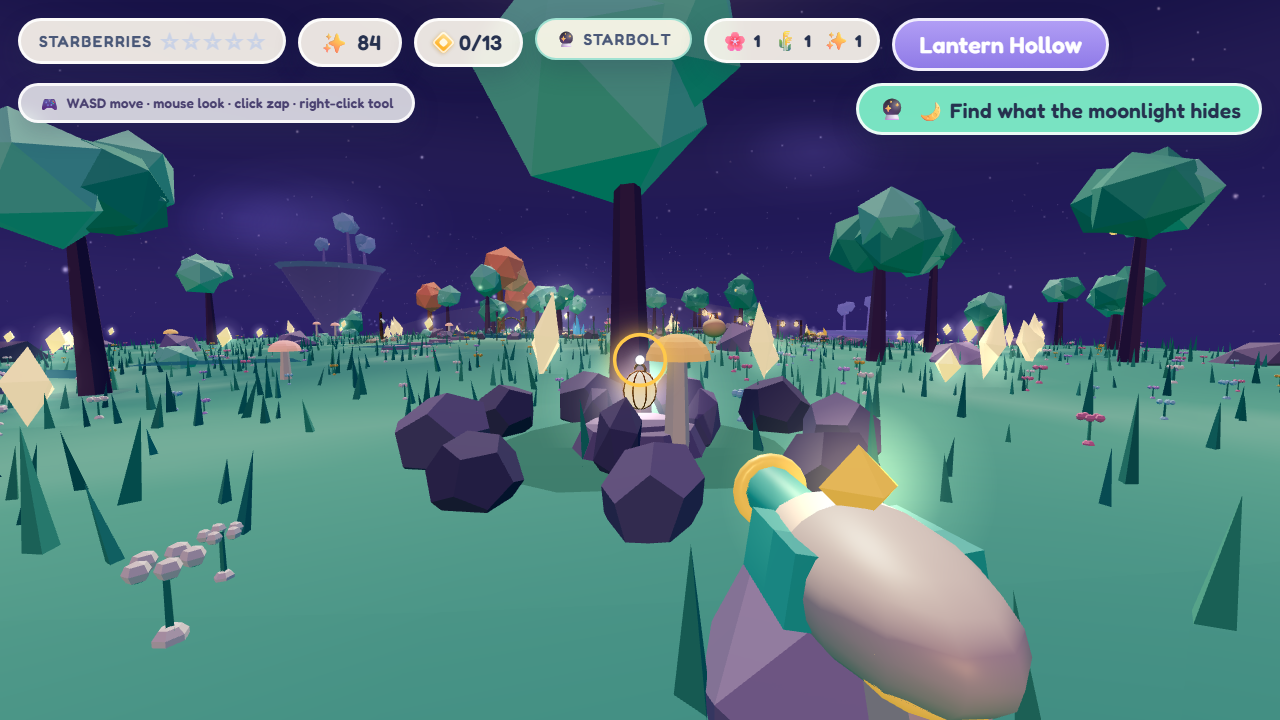 STARBERRIES
84
0/13
STARBOLT
1 1 1
Lantern Hollow
WASD move · mouse look · click zap · right-click tool
Find what the moonlight hides